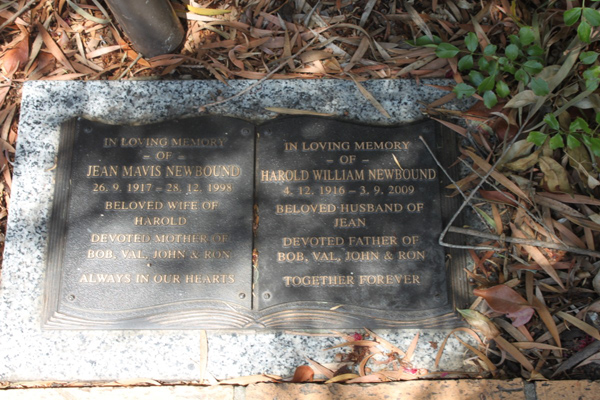 IN LOVING MEMORY
– OF –
JEAN MAVIS NEWBOUND
26. 9. 1917 – 28. 12. 1998
BELOVED WIFE OF
HAROLD
DEVOTED MOTHER OF
BOB, VAL, JOHN & RON
ALWAYS IN OUR HEARTS
IN LOVING MEMORY
– OF –
HAROLD WILLIAM NEWBOUND
4. 12. 1916 – 3. 9. 2009
BELOVED HUSBAND OF
JEAN
DEVOTED FATHER OF
BOB, VAL, JOHN & RON
TOGETHER FOREVER